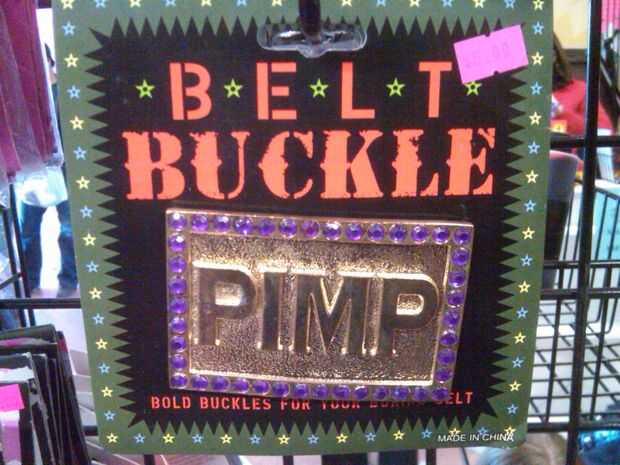 BELT
BUCKLE
PIMP
BOLD BUCKLES FOR YOUR BELT
MADE IN CHINA